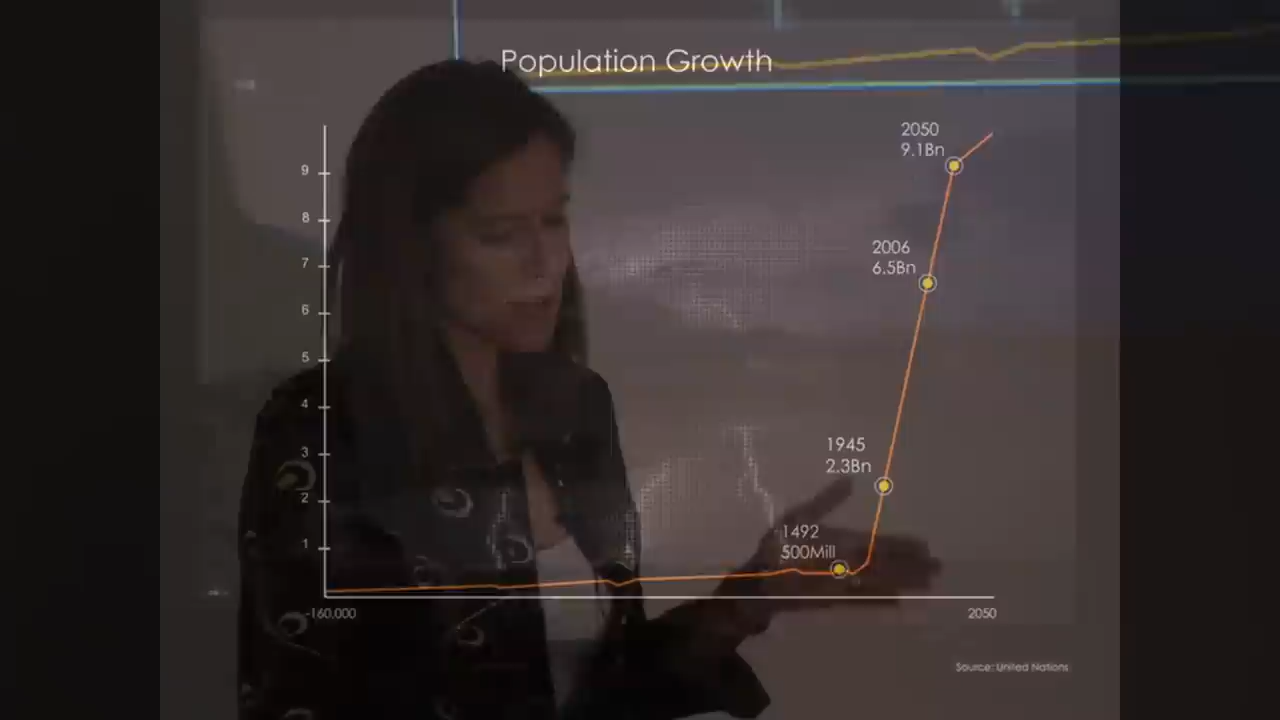 Population Growth
2050
9.1Bn
9
8
2006
7
6.5Bn
6
5
4
1945
3
2.3Bn
2
1492
1
500Mill
-160,000
2050
Source: United Nations